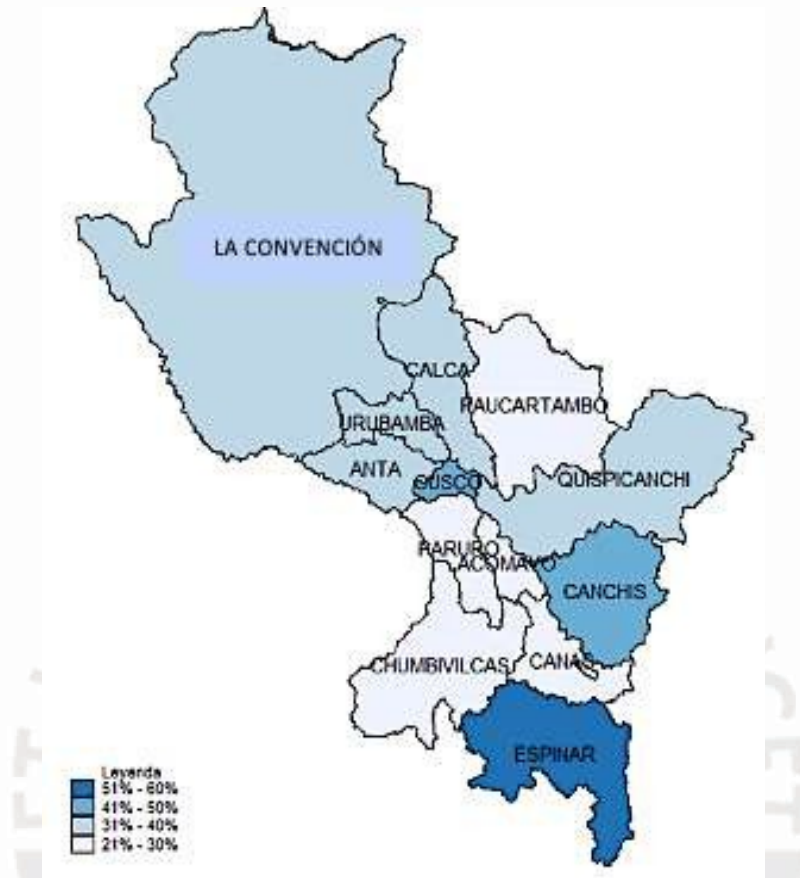 LA CONVENCIÓN
CALCA
PAUCARTAMBO
URUBAMBA
ANTA
CUSCO
QUISPICANCHI
PARURO
ACOMAYO
CANCHIS
CHUMBIVILCAS
CANAS
ESPINAR
Leyenda
51% - 60%
41% - 50%
31% - 40%
21% - 30%